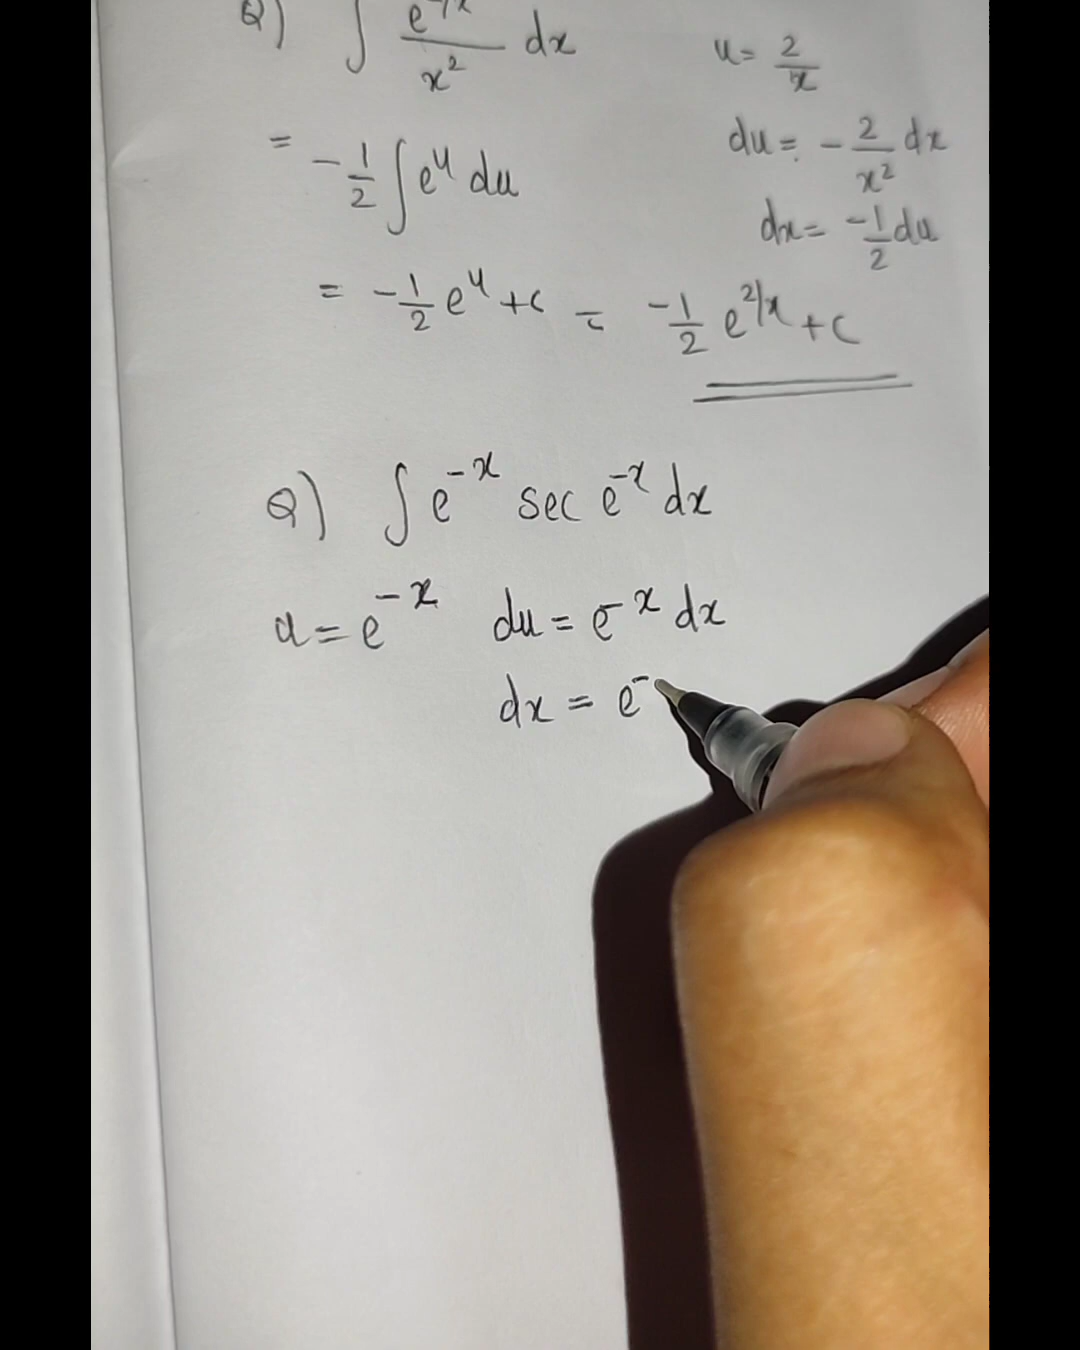 Q) ∫ e^2/x / x² dx
u = 2/x
du = -2/x² dx
= -1/2 ∫ e^u du
dx = -1/2 du
= -1/2 e^u + c = -1/2 e^2/x + c
Q) ∫ e^-x sec e^-x dx
u = e^-x du = e^-x dx
dx = e^-